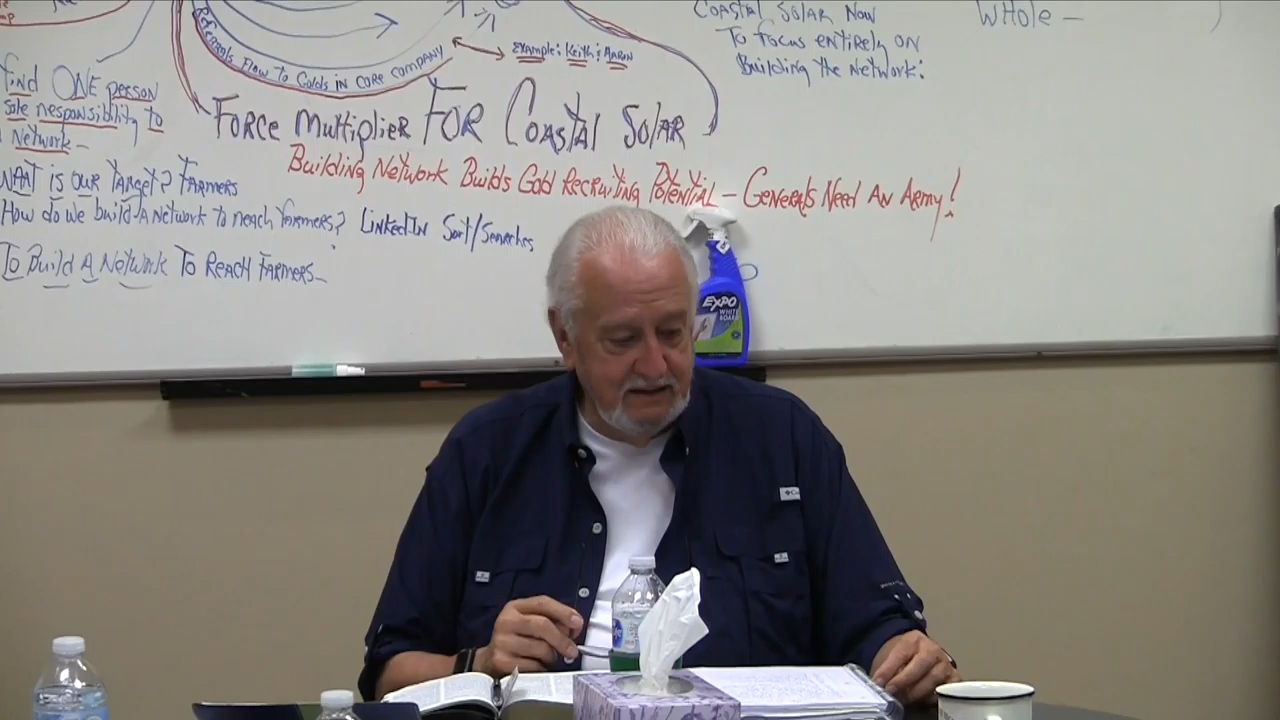 Referrals Flow To Golds in core company
Example: Keith & Aaron
Coastal Solar Now
To focus entirely on
Building the Network:
WHole –
find ONE person
sole responsibility to
Network –
Force Multiplier FOR Coastal Solar
Building Network Builds Gold Recruiting Potential – Generals Need An Army!
WHAT is our target? Farmers
How do we build a Network to reach farmers? LinkedIn Sort/Searches
To Build A Network To Reach Farmers –
EXPO
WHITE BOARD